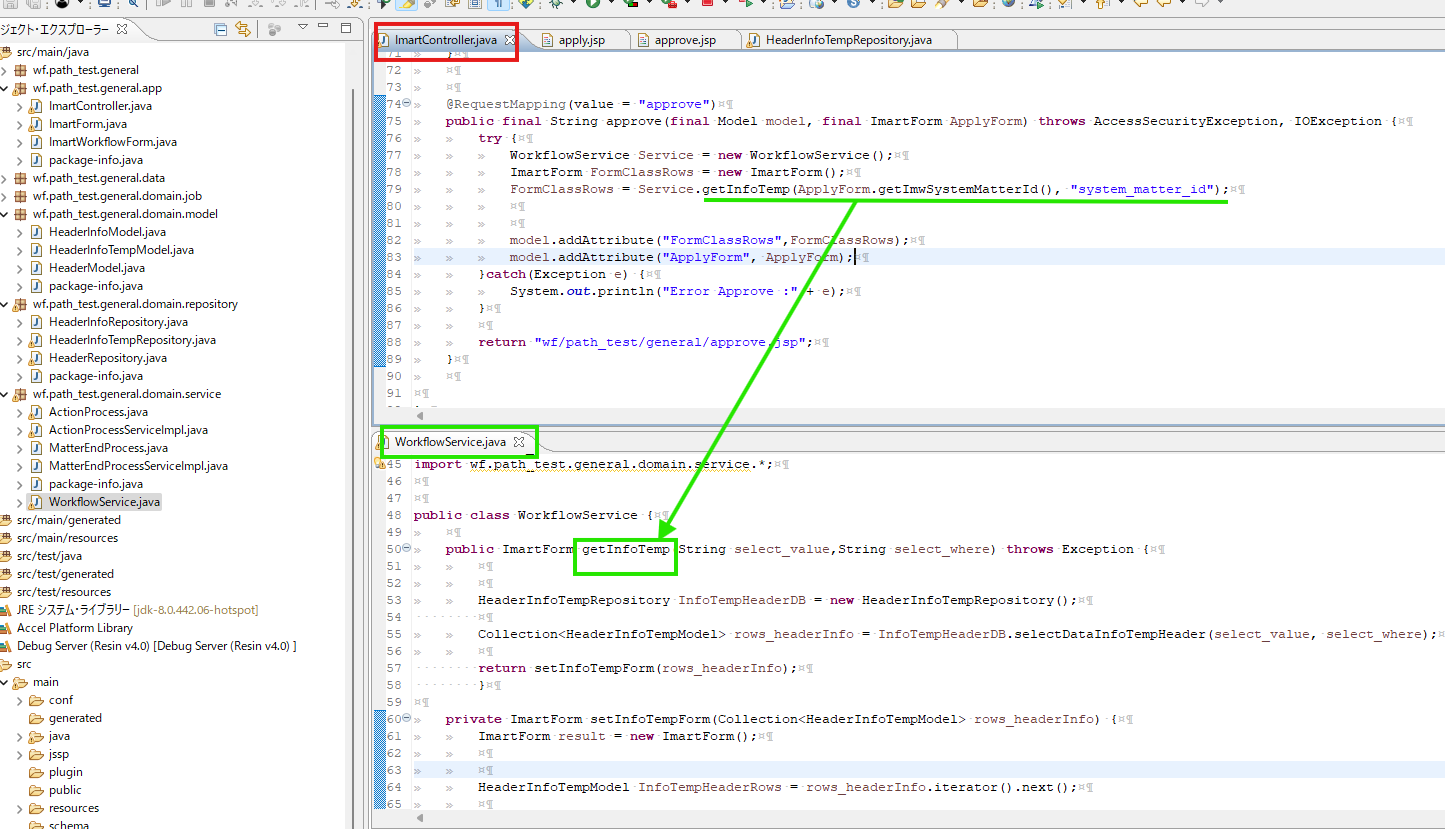 ジェクト・エクスプローラー
src/main/java
wf.path_test.general
wf.path_test.general.app
ImartController.java
ImartForm.java
ImartWorkflowForm.java
package-info.java
wf.path_test.general.data
wf.path_test.general.domain.job
wf.path_test.general.domain.model
HeaderInfoModel.java
HeaderInfoTempModel.java
HeaderModel.java
package-info.java
wf.path_test.general.domain.repository
HeaderInfoRepository.java
HeaderInfoTempRepository.java
HeaderRepository.java
package-info.java
wf.path_test.general.domain.service
ActionProcess.java
ActionProcessServiceImpl.java
MatterEndProcess.java
MatterEndProcessServiceImpl.java
package-info.java
WorkflowService.java
src/main/generated
src/main/resources
src/test/java
src/test/generated
src/test/resources
JRE システム・ライブラリー [jdk-8.0.442.06-hotspot]
Accel Platform Library
Debug Server (Resin v4.0) [Debug Server (Resin v4.0) ]
src
main
conf
generated
java
jssp
plugin
public
resources
schema
ImartController.java apply.jsp approve.jsp HeaderInfoTempRepository.java
71 }
72
73
74 @RequestMapping(value = "approve")
75 public final String approve(final Model model, final ImartForm ApplyForm) throws AccessSecurityException, IOException {
76 try {
77 WorkflowService Service = new WorkflowService();
78 ImartForm FormClassRows = new ImartForm();
79 FormClassRows = Service.getInfoTemp(ApplyForm.getImwSystemMatterId(), "system_matter_id");
80
81
82 model.addAttribute("FormClassRows",FormClassRows);
83 model.addAttribute("ApplyForm", ApplyForm);
84 }catch(Exception e) {
85 System.out.println("Error Approve :" + e);
86 }
87
88 return "wf/path_test/general/approve.jsp";
89 }
90
91
WorkflowService.java
45 import wf.path_test.general.domain.service.*;
46
47
48 public class WorkflowService {
49
50 public ImartForm getInfoTemp(String select_value,String select_where) throws Exception {
51
52
53 HeaderInfoTempRepository InfoTempHeaderDB = new HeaderInfoTempRepository();
54
55 Collection<HeaderInfoTempModel> rows_headerInfo = InfoTempHeaderDB.selectDataInfoTempHeader(select_value, select_where);
56
57 return setInfoTempForm(rows_headerInfo);
58 }
59
60 private ImartForm setInfoTempForm(Collection<HeaderInfoTempModel> rows_headerInfo) {
61 ImartForm result = new ImartForm();
62
63
64 HeaderInfoTempModel InfoTempHeaderRows = rows_headerInfo.iterator().next();
65